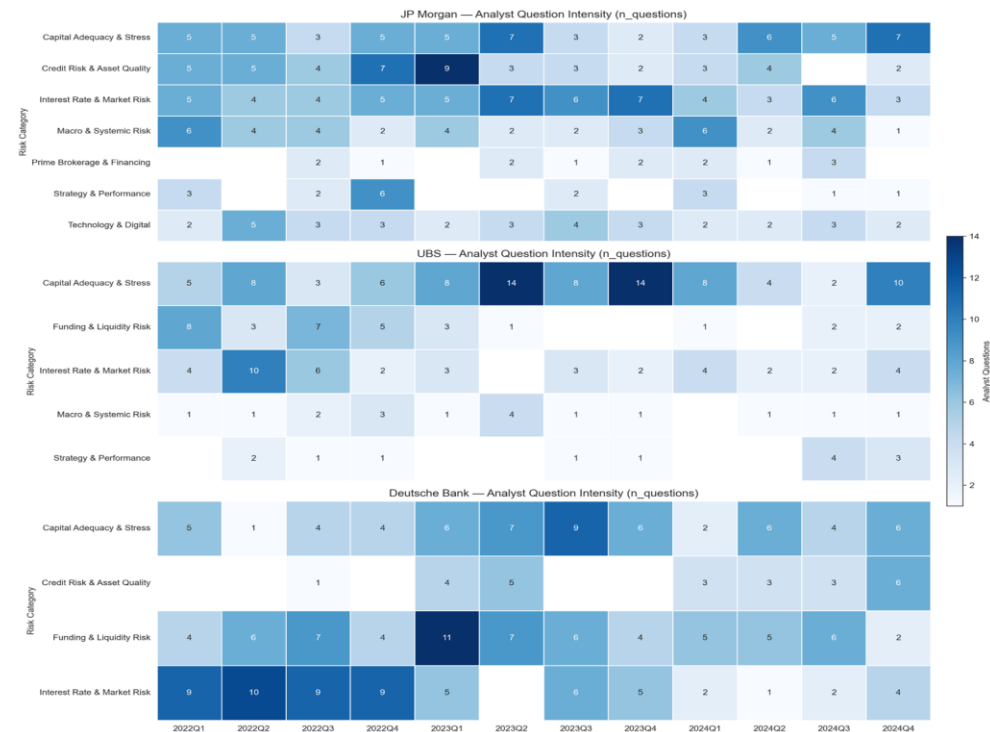 JP Morgan — Analyst Question Intensity (n_questions)
Risk Category
Capital Adequacy & Stress 5 5 3 5 5 7 3 2 3 6 5 7
Credit Risk & Asset Quality 5 5 4 7 9 3 3 2 3 4 2
Interest Rate & Market Risk 5 4 4 5 5 7 6 7 4 3 6 3
Macro & Systemic Risk 6 4 4 2 4 2 2 3 6 2 4 1
Prime Brokerage & Financing 2 1 2 1 2 2 1 3
Strategy & Performance 3 2 6 2 3 1 1
Technology & Digital 2 5 3 3 2 3 4 3 2 2 3 2
UBS — Analyst Question Intensity (n_questions)
Risk Category
Capital Adequacy & Stress 5 8 3 6 8 14 8 14 8 4 2 10
Funding & Liquidity Risk 8 3 7 5 3 1 1 2 2
Interest Rate & Market Risk 4 10 6 2 3 3 2 4 2 2 4
Macro & Systemic Risk 1 1 2 3 1 4 1 1 1 1 1
Strategy & Performance 2 1 1 1 1 4 3
Deutsche Bank — Analyst Question Intensity (n_questions)
Risk Category
Capital Adequacy & Stress 5 1 4 4 6 7 9 6 2 6 4 6
Credit Risk & Asset Quality 1 4 5 3 3 3 6
Funding & Liquidity Risk 4 6 7 4 11 7 6 4 5 5 6 2
Interest Rate & Market Risk 9 10 9 9 5 6 5 2 1 2 4
2022Q1 2022Q2 2022Q3 2022Q4 2023Q1 2023Q2 2023Q3 2023Q4 2024Q1 2024Q2 2024Q3 2024Q4
14
12
10
8
6
4
2
Analyst Questions